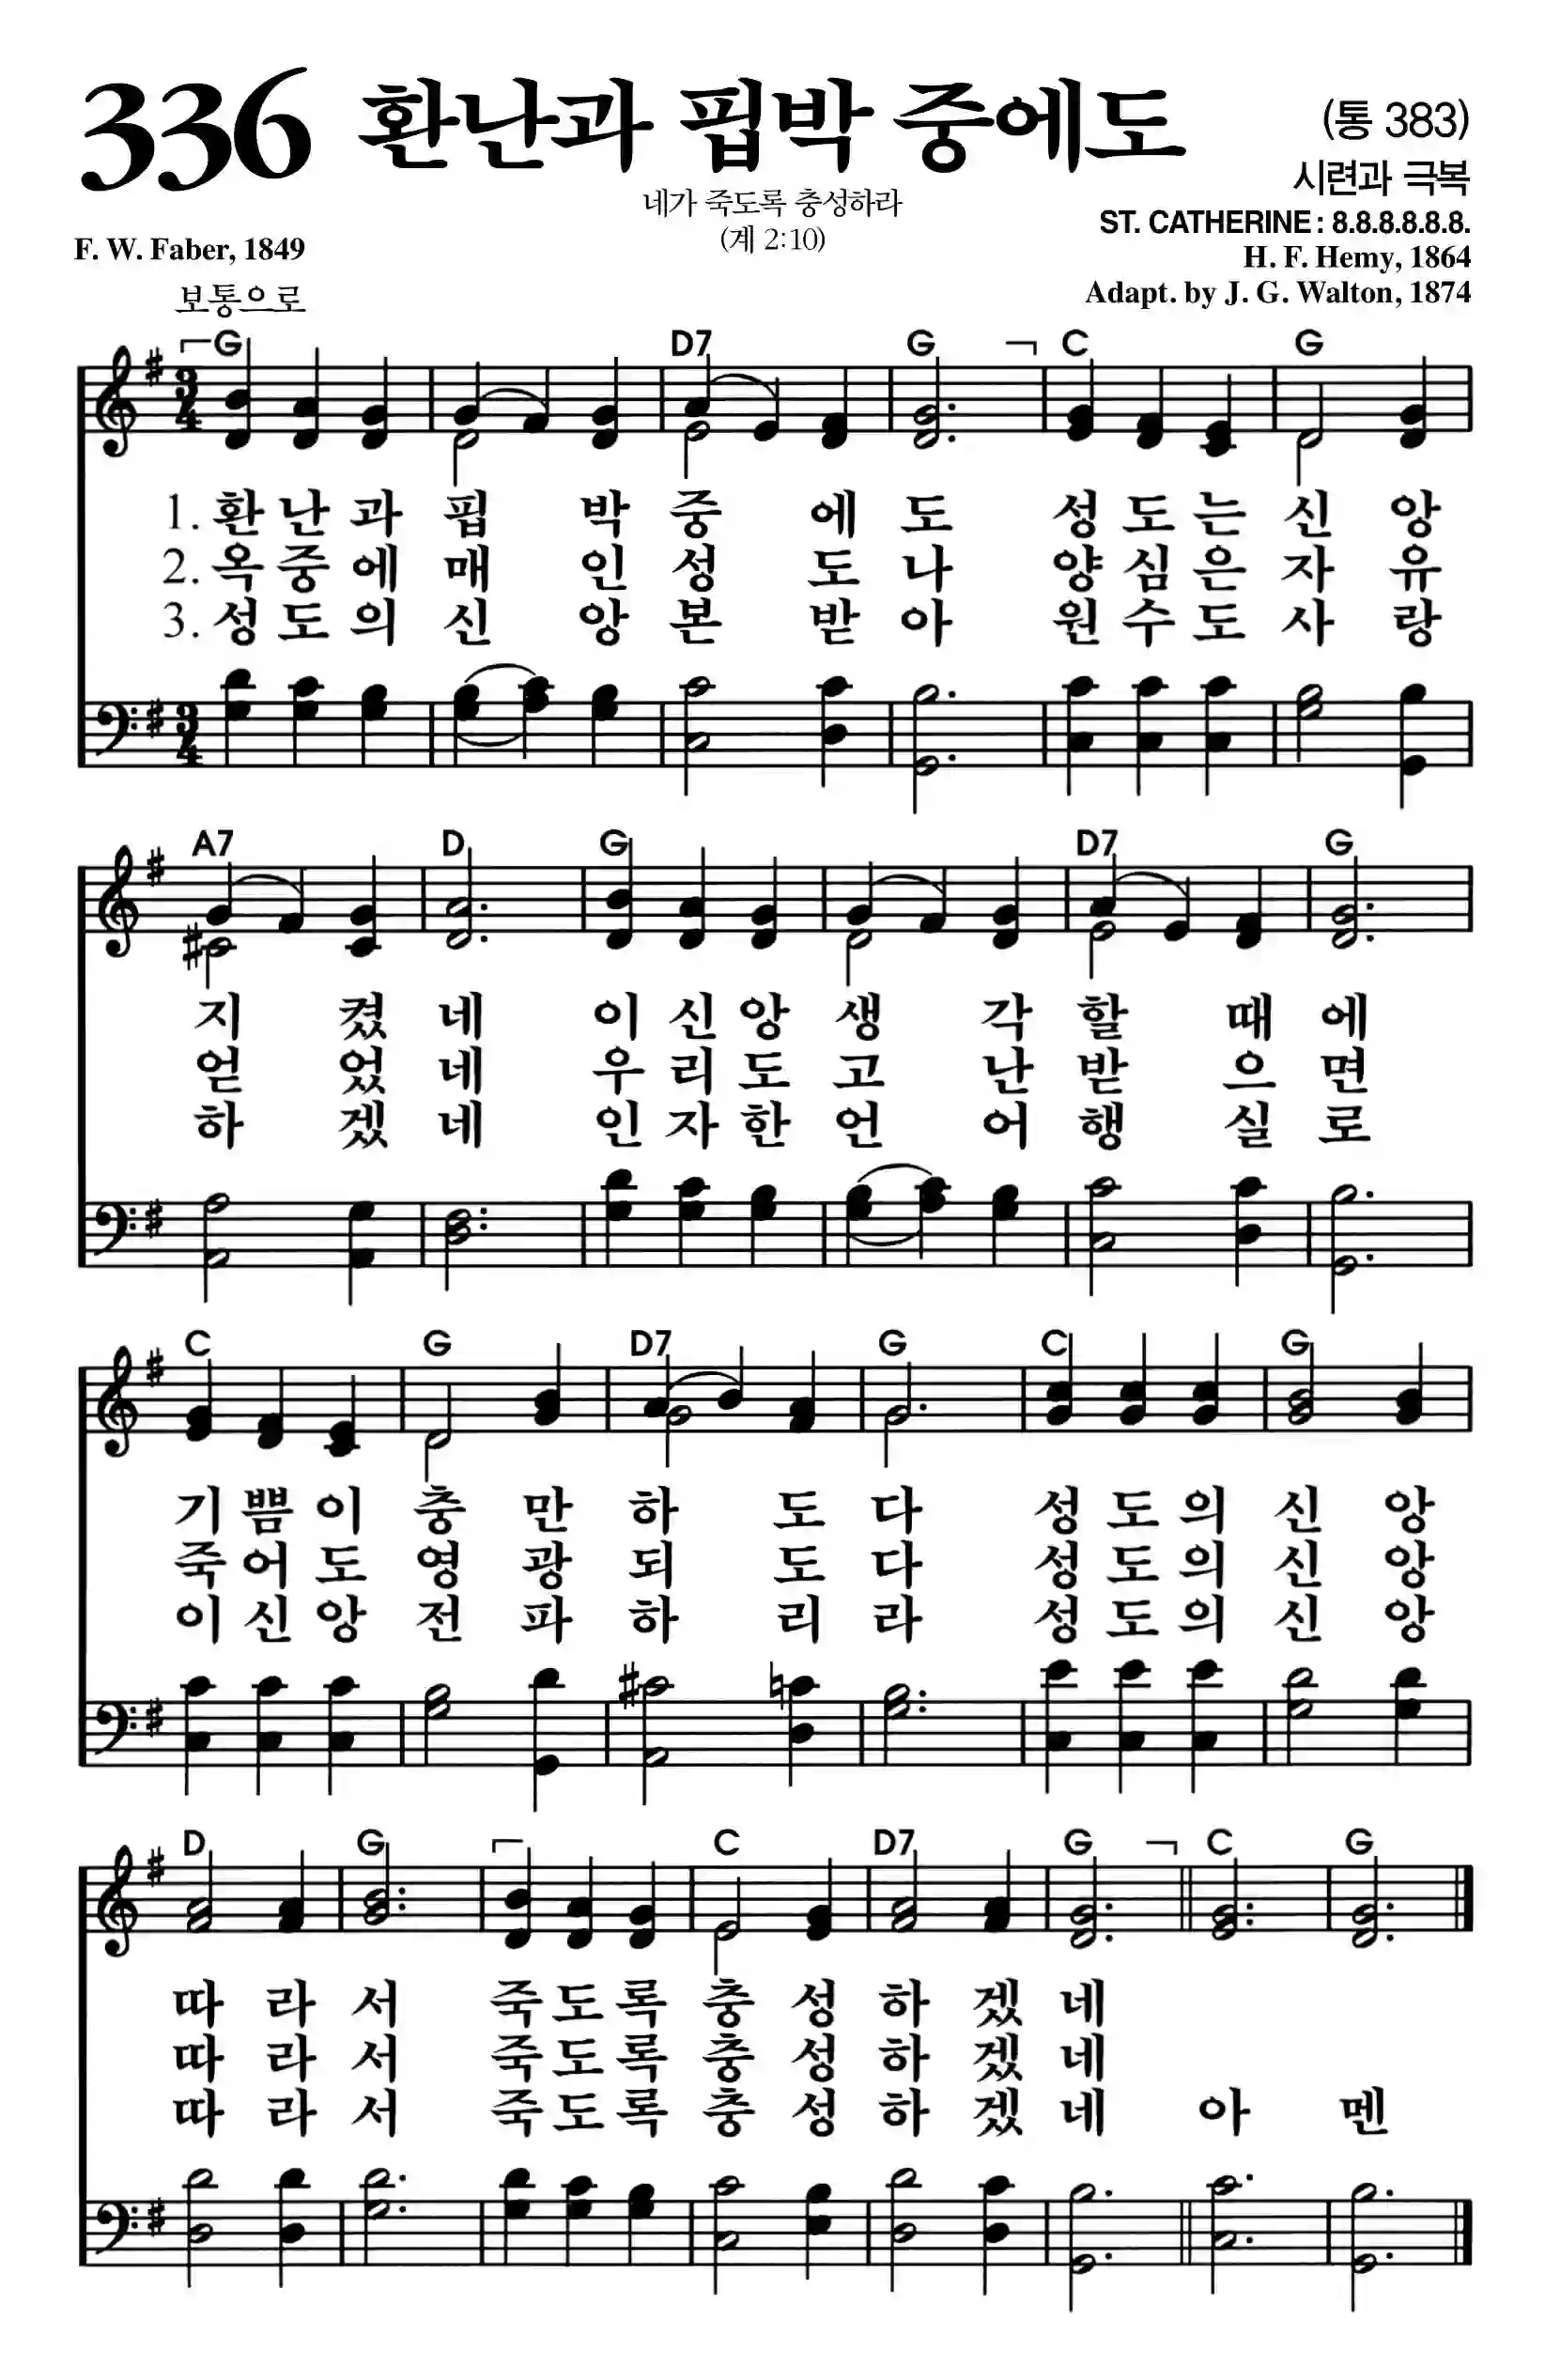 336 환난과 핍박 중에도 (통 383)
시련과 극복
네가 죽도록 충성하라
(계 2:10)
ST. CATHERINE : 8.8.8.8.8.8.
F. W. Faber, 1849
H. F. Hemy, 1864
보통으로
Adapt. by J. G. Walton, 1874
G D7 G C G
1. 환 난 과 핍 박 중 에 도 성 도 는 신 앙
2. 옥 중 에 매 인 성 도 나 양 심 은 자 유
3. 성 도 의 신 앙 본 받 아 원 수 도 사 랑
A7 D G D7 G
지 켰 네 이 신 앙 생 각 할 때 에
얻 었 네 우 리 도 고 난 받 으 면
하 겠 네 인 자 한 언 어 행 실 로
C G D7 G C G
기 쁨 이 충 만 하 도 다 성 도 의 신 앙
죽 어 도 영 광 되 도 다 성 도 의 신 앙
이 신 앙 전 파 하 리 라 성 도 의 신 앙
D G C D7 G C G
따 라 서 죽 도 록 충 성 하 겠 네
따 라 서 죽 도 록 충 성 하 겠 네
따 라 서 죽 도 록 충 성 하 겠 네 아 멘